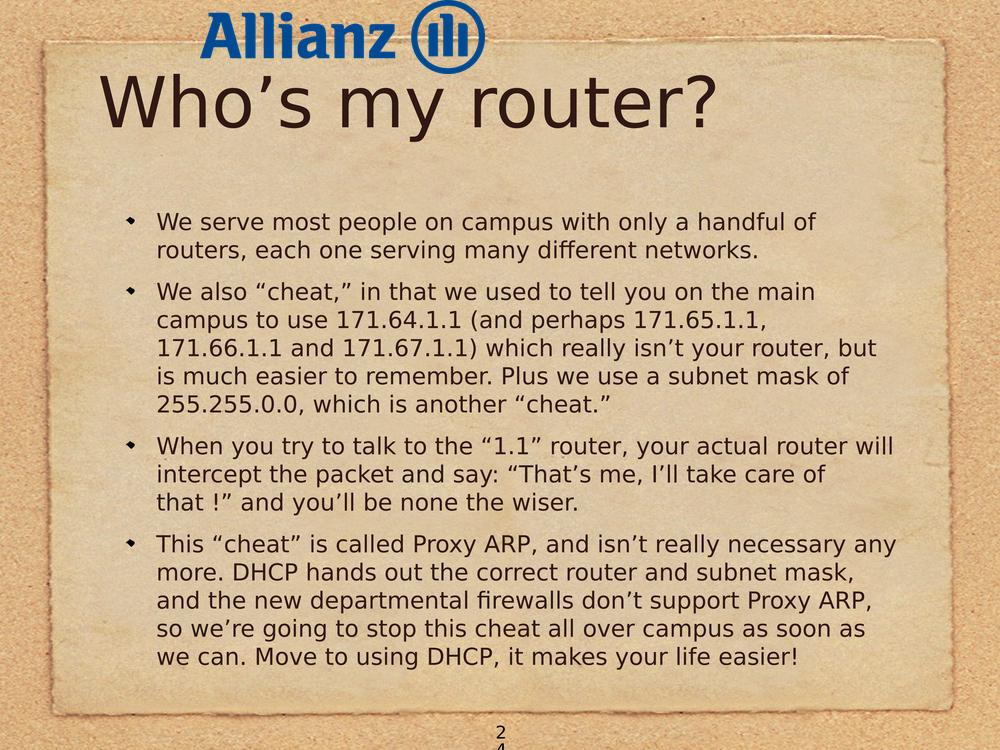 Allianz
Who’s my router?
We serve most people on campus with only a handful of
routers, each one serving many different networks.
We also “cheat,” in that we used to tell you on the main
campus to use 171.64.1.1 (and perhaps 171.65.1.1,
171.66.1.1 and 171.67.1.1) which really isn’t your router, but
is much easier to remember. Plus we use a subnet mask of
255.255.0.0, which is another “cheat.”
When you try to talk to the “1.1” router, your actual router will
intercept the packet and say: “That’s me, I’ll take care of
that !” and you’ll be none the wiser.
This “cheat” is called Proxy ARP, and isn’t really necessary any
more. DHCP hands out the correct router and subnet mask,
and the new departmental firewalls don’t support Proxy ARP,
so we’re going to stop this cheat all over campus as soon as
we can. Move to using DHCP, it makes your life easier!
2
4